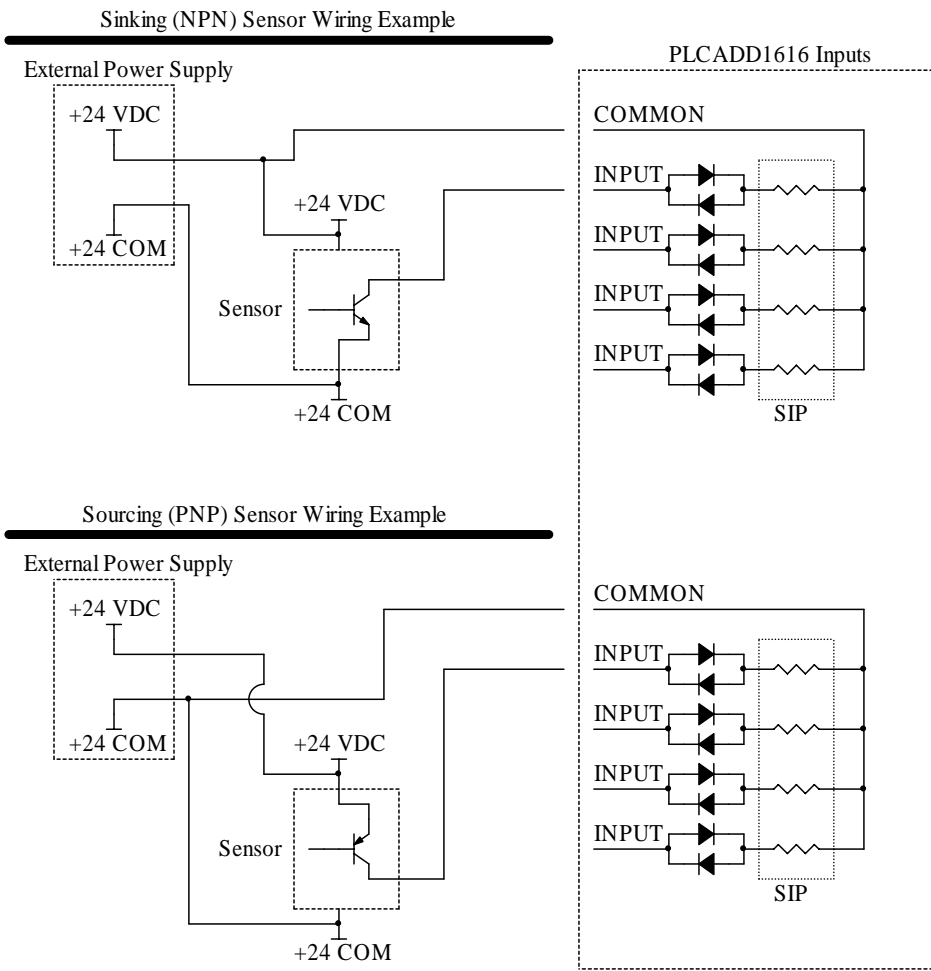 Sinking (NPN) Sensor Wiring Example
External Power Supply
PLCADD1616 Inputs
+24 VDC
COMMON
INPUT
+24 VDC
INPUT
+24 COM
INPUT
Sensor
INPUT
+24 COM
SIP
Sourcing (PNP) Sensor Wiring Example
External Power Supply
+24 VDC
COMMON
INPUT
INPUT
+24 COM
+24 VDC
INPUT
INPUT
Sensor
SIP
+24 COM